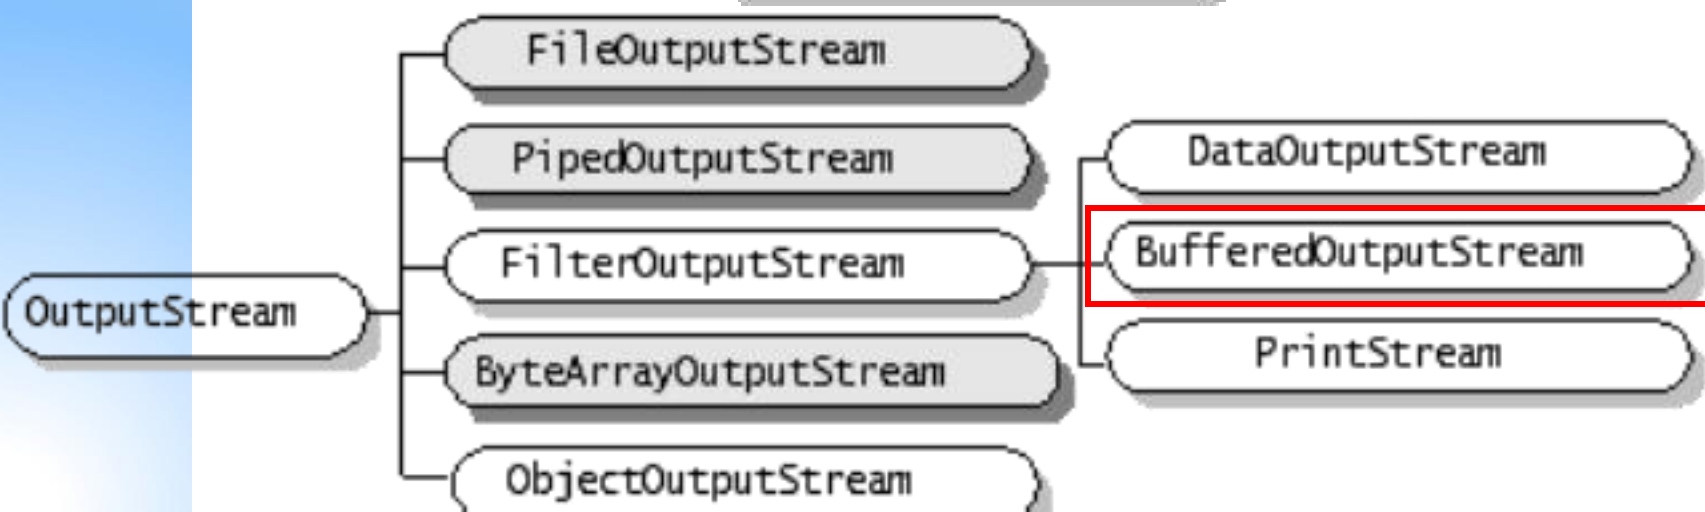 FileOutputStream
PipedOutputStream
DataOutputStream
FilterOutputStream
BufferedOutputStream
OutputStream
ByteArrayOutputStream
PrintStream
ObjectOutputStream